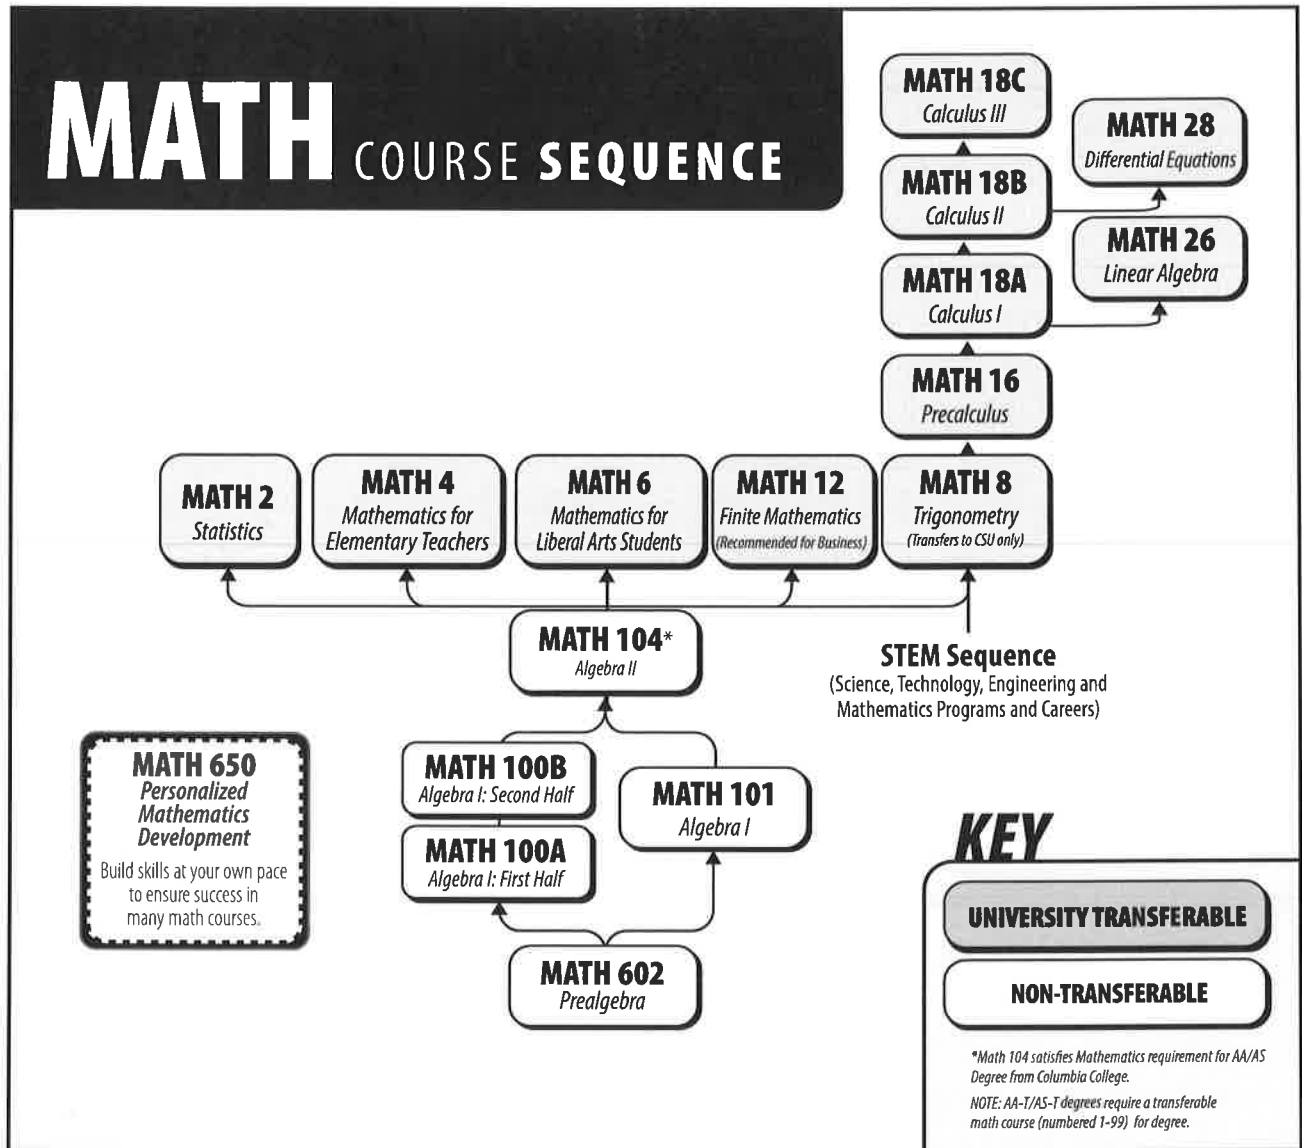 MATH COURSE SEQUENCE
MATH 18C
Calculus III
MATH 28
Differential Equations
MATH 18B
Calculus II
MATH 26
Linear Algebra
MATH 18A
Calculus I
MATH 16
Precalculus
MATH 2
Statistics
MATH 4
Mathematics for
Elementary Teachers
MATH 6
Mathematics for
Liberal Arts Students
MATH 12
Finite Mathematics
(Recommended for Business)
MATH 8
Trigonometry
(Transfers to CSU only)
MATH 104*
Algebra II
STEM Sequence
(Science, Technology, Engineering and
Mathematics Programs and Careers)
MATH 650
Personalized
Mathematics
Development
Build skills at your own pace
to ensure success in
many math courses.
MATH 100B
Algebra I: Second Half
MATH 101
Algebra I
MATH 100A
Algebra I: First Half
MATH 602
Prealgebra
KEY
UNIVERSITY TRANSFERABLE
NON-TRANSFERABLE
*Math 104 satisfies Mathematics requirement for AA/AS
Degree from Columbia College.
NOTE: AA-T/AS-T degrees require a transferable
math course (numbered 1-99) for degree.